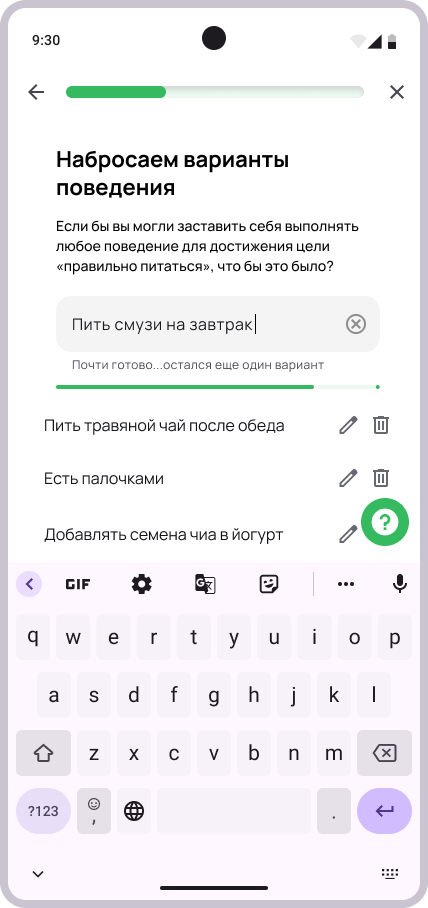 9:30
Набросаем варианты
поведения
Если бы вы могли заставить себя выполнять
любое поведение для достижения цели
«правильно питаться», что бы это было?
Пить смузи на завтрак
Почти готово...остался еще один вариант
Пить травяной чай после обеда
Есть палочками
?
Добавлять семена чиа в йогурт
GIF
q w e r t y u i o p
a s d f g h j k l
z x c v b n m
?123 , .